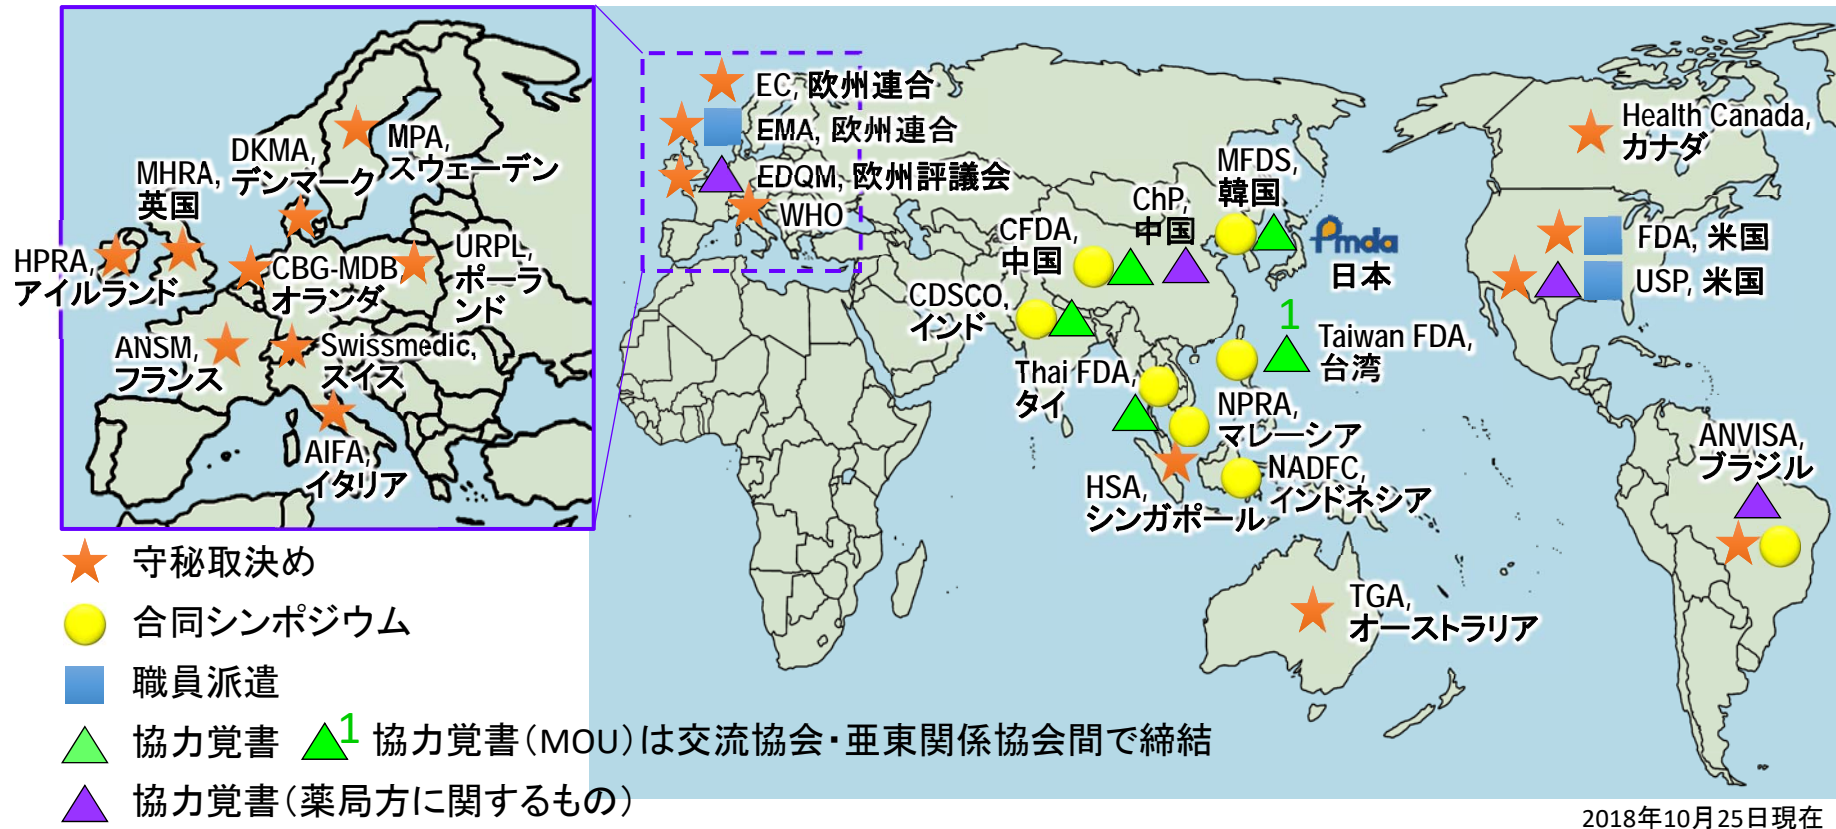 MPA,
スウェーデン
DKMA,
デンマーク
MHRA,
英国
HPRA,
アイルランド
CBG-MDB
オランダ
URPL,
ポーラ
ンド
ANSM,
フランス
Swissmedic,
スイス
AIFA,
イタリア
EC, 欧州連合
EMA, 欧州連合
EDQM, 欧州評議会
WHO
MFDS,
韓国
ChP,
中国
CFDA,
中国
CDSCO,
インド
Pmda
日本
1
Taiwan FDA,
台湾
Thai FDA,
タイ
NPRA,
マレーシア
NADFC,
インドネシア
HSA,
シンガポール
TGA,
オーストラリア
Health Canada,
カナダ
FDA, 米国
USP, 米国
ANVISA,
ブラジル
守秘取決め
合同シンポジウム
職員派遣
協力覚書 1 協力覚書(MOU)は交流協会・亜東関係協会間で締結
協力覚書(薬局方に関するもの)
2018年10月25日現在